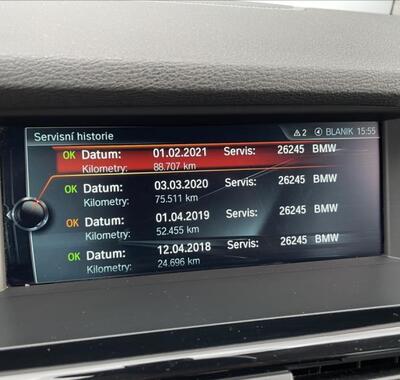 Servisní historie ⚠2 BLANIK 15:55
OK Datum: 01.02.2021 Servis: 26245 BMW
Kilometry: 88.707 km
OK Datum: 03.03.2020 Servis: 26245 BMW
Kilometry: 75.511 km
OK Datum: 01.04.2019 Servis: 26245 BMW
Kilometry: 52.455 km
OK Datum: 12.04.2018 Servis: 26245 BMW
Kilometry: 24.696 km